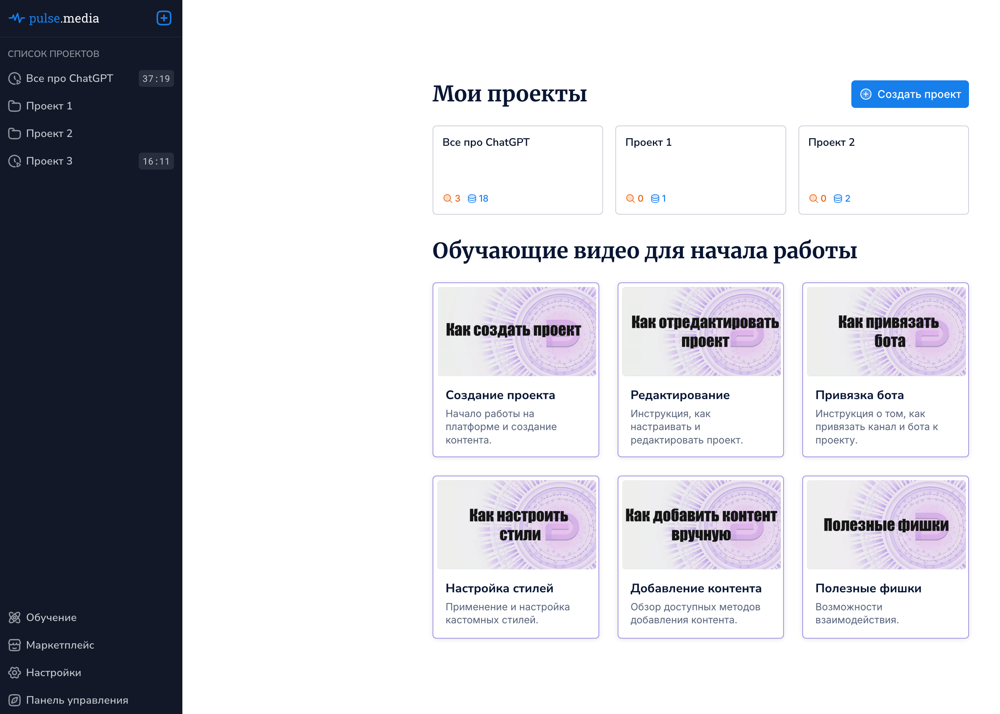 pulse.media
СПИСОК ПРОЕКТОВ
Все про ChatGPT 37:19
Проект 1
Проект 2
Проект 3 16:11
Обучение
Маркетплейс
Настройки
Панель управления
Мои проекты
Создать проект
Все про ChatGPT
3 18
Проект 1
0 1
Проект 2
0 2
Обучающие видео для начала работы
Как создать проект
Создание проекта
Начало работы на
платформе и создание
контента.
Как отредактировать
проект
Редактирование
Инструкция, как
настраивать и
редактировать проект.
Как привязать
бота
Привязка бота
Инструкция о том, как
привязать канал и бота к
проекту.
Как настроить
стили
Настройка стилей
Применение и настройка
кастомных стилей.
Как добавить контент
вручную
Добавление контента
Обзор доступных методов
добавления контента.
Полезные фишки
Полезные фишки
Возможности
взаимодействия.